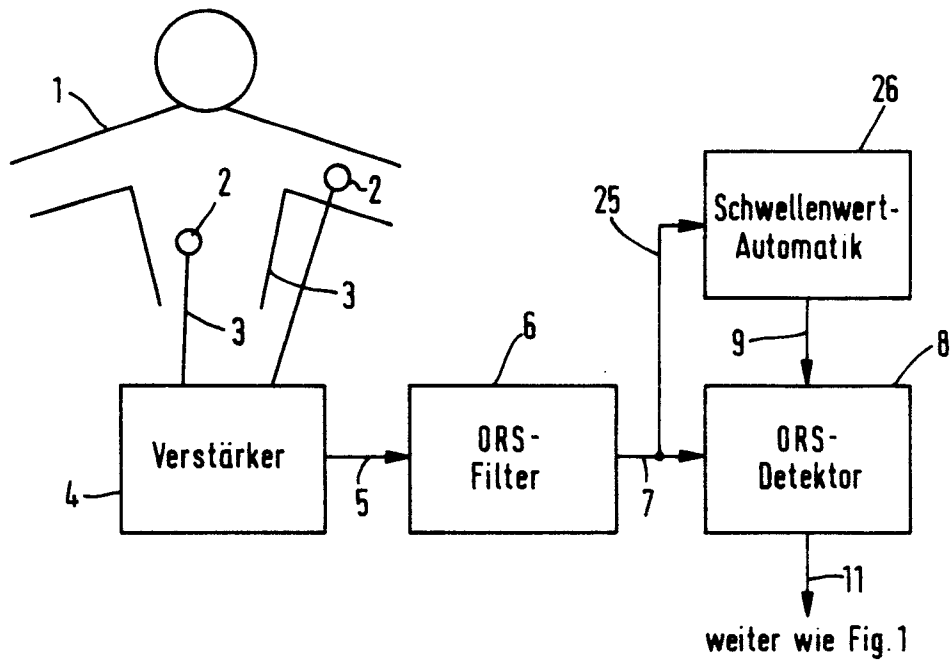 1
2
2
3
3
Verstärker
4
5
6
ORS-
Filter
7
25
26
Schwellenwert-
Automatik
9
8
ORS-
Detektor
11
weiter wie Fig.1